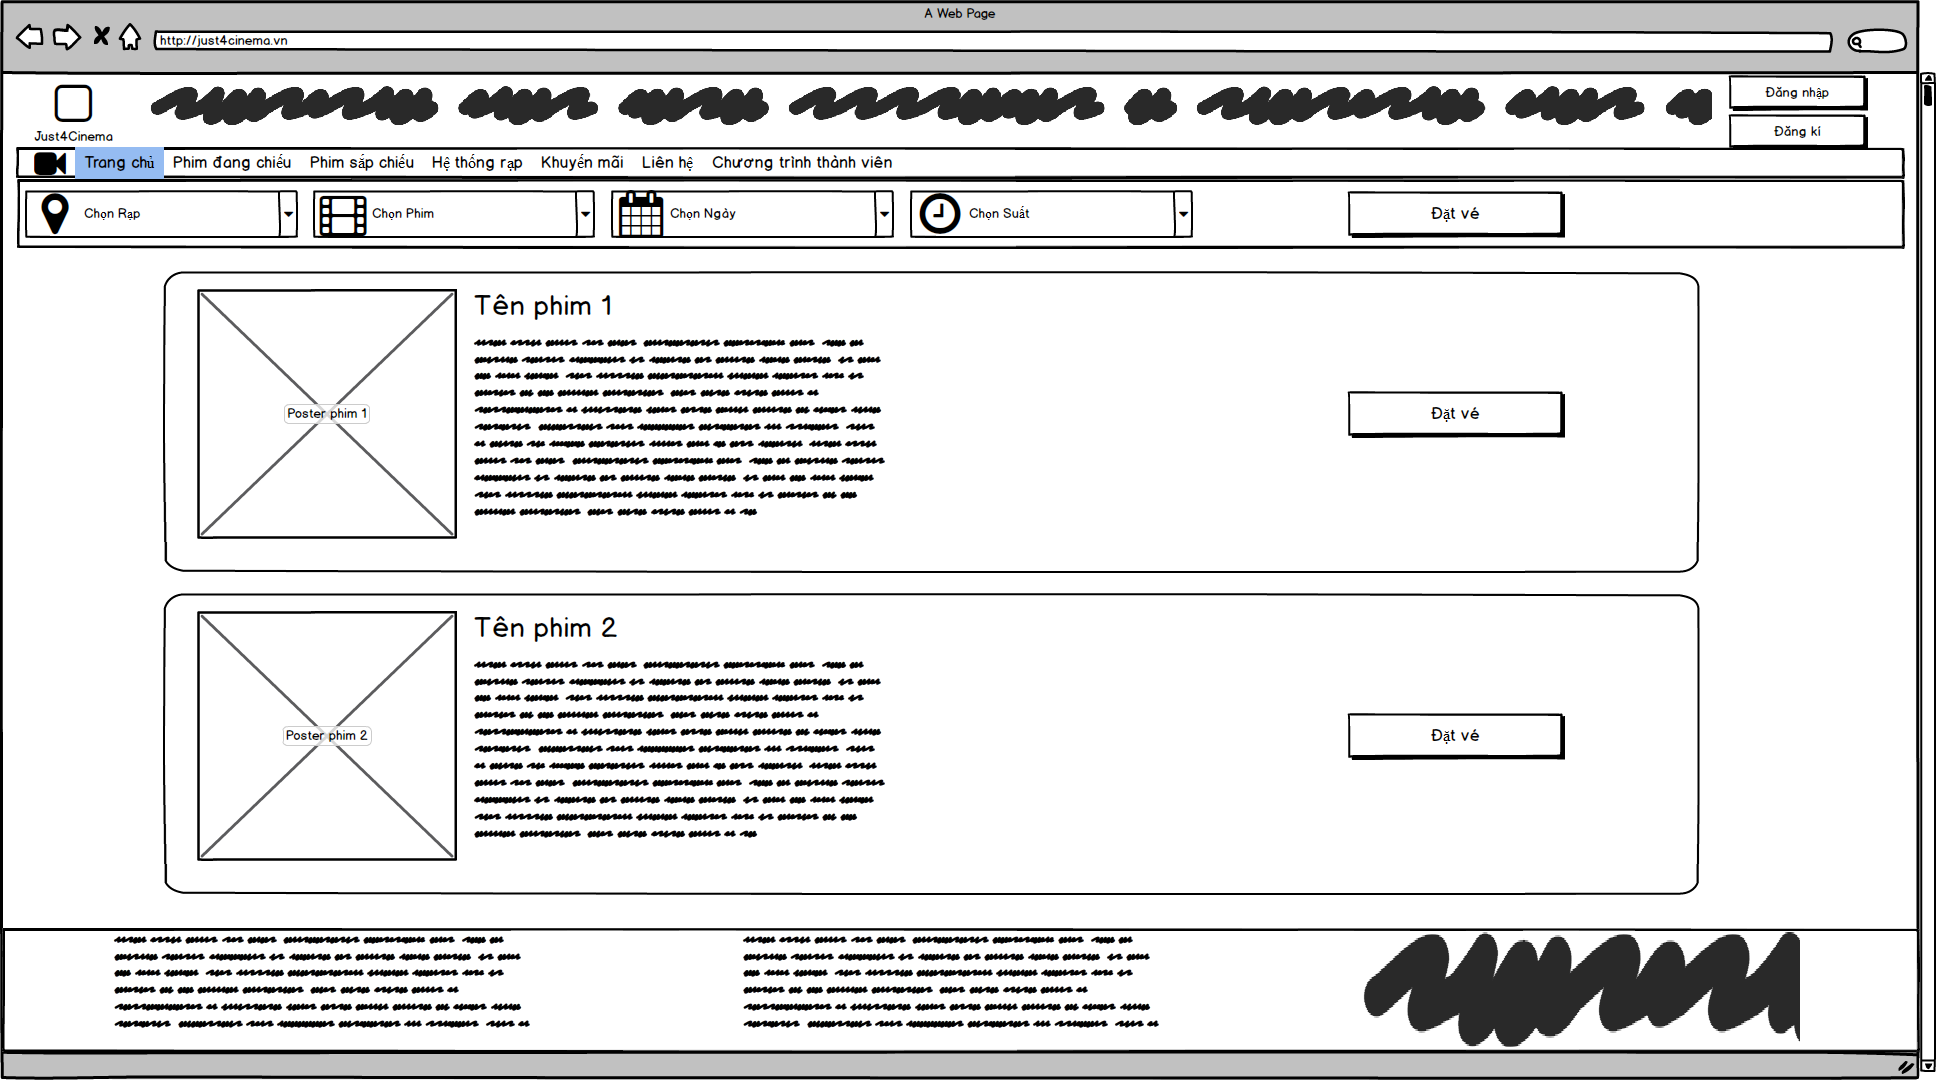 A Web Page
http://just4cinema.vn
Just4Cinema
Đăng nhập
Đăng kí
Trang chủ Phim đang chiếu Phim sắp chiếu Hệ thống rạp Khuyến mãi Liên hệ Chương trình thành viên
Chọn Rạp Chọn Phim Chọn Ngày Chọn Suất Đặt vé
Tên phim 1
Poster phim 1
Đặt vé
Tên phim 2
Poster phim 2
Đặt vé